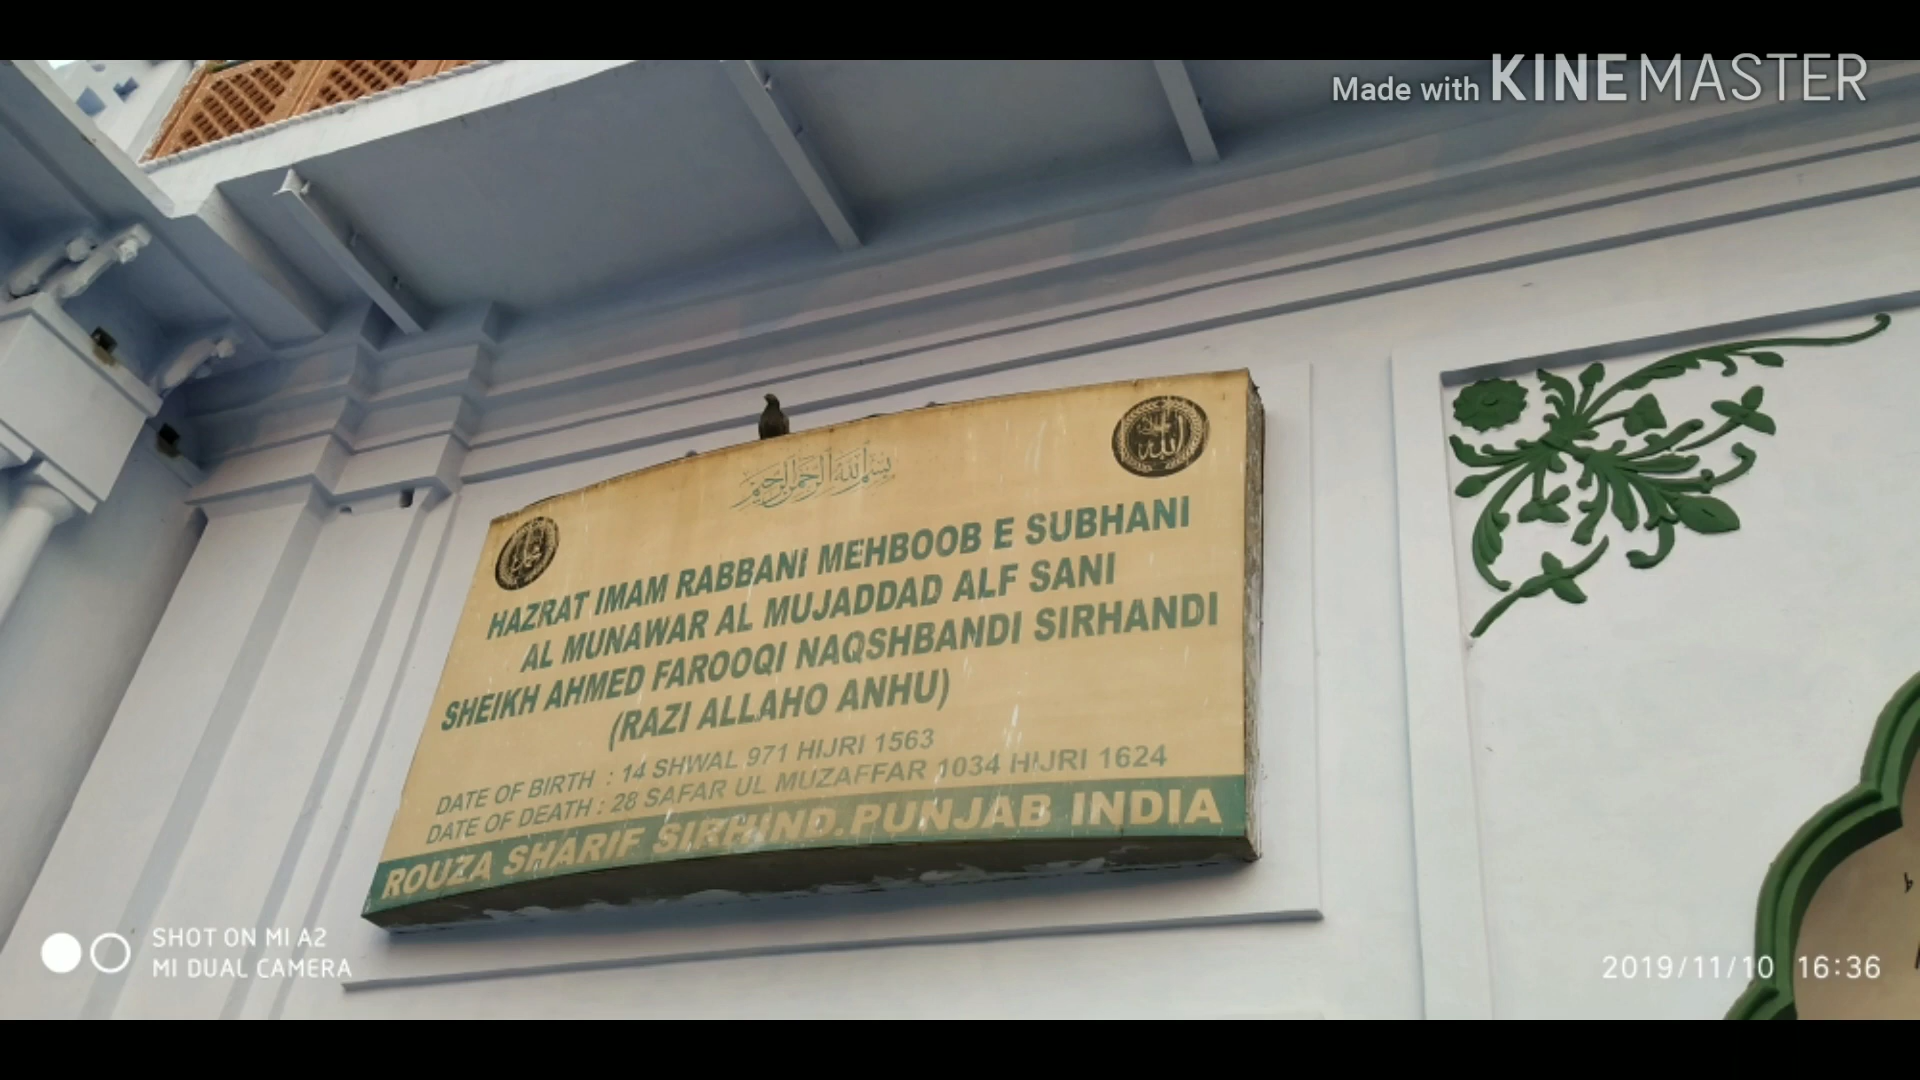 Made with KINEMASTER
بسم الله الرحمن الرحيم
الله
محمد
HAZRAT IMAM RABBANI MEHBOOB E SUBHANI
AL MUNAWAR AL MUJADDAD ALF SANI
SHEIKH AHMED FAROOQI NAQSHBANDI SIRHANDI
(RAZI ALLAHO ANHU)
DATE OF BIRTH : 14 SHWAL 971 HIJRI 1563
DATE OF DEATH : 28 SAFAR UL MUZAFFAR 1034 HIJRI 1624
ROUZA SHARIF SIRHIND.PUNJAB INDIA
SHOT ON MI A2
MI DUAL CAMERA
2019/11/10 16:36